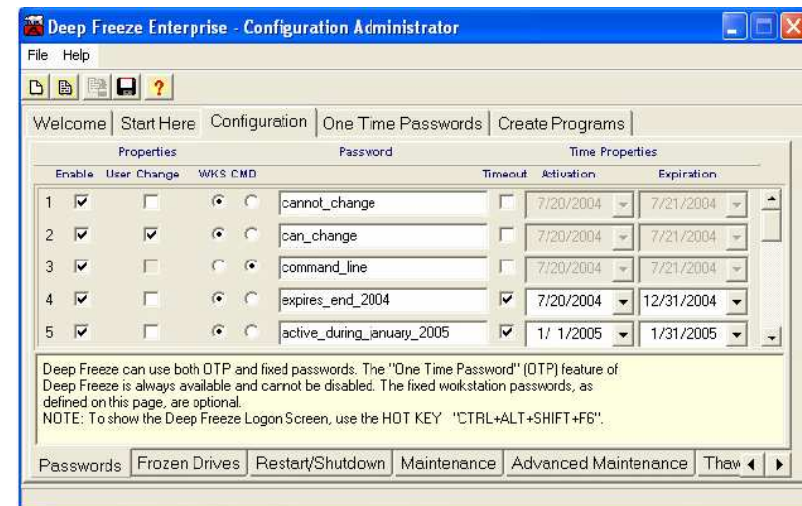 Deep Freeze Enterprise - Configuration Administrator
File Help
?
Welcome Start Here Configuration One Time Passwords Create Programs
Properties Password Time Properties
Enable User Change WKS CMD Timeout Activation Expiration
1 cannot_change 7/20/2004 7/21/2004
2 can_change 7/20/2004 7/21/2004
3 command_line 7/20/2004 7/21/2004
4 expires_end_2004 7/20/2004 12/31/2004
5 active_during_january_2005 1/ 1/2005 1/31/2005
Deep Freeze can use both OTP and fixed passwords. The "One Time Password" (OTP) feature of
Deep Freeze is always available and cannot be disabled. The fixed workstation passwords, as
defined on this page, are optional.
NOTE: To show the Deep Freeze Logon Screen, use the HOT KEY "CTRL+ALT+SHIFT+F6".
Passwords Frozen Drives Restart/Shutdown Maintenance Advanced Maintenance Thaw